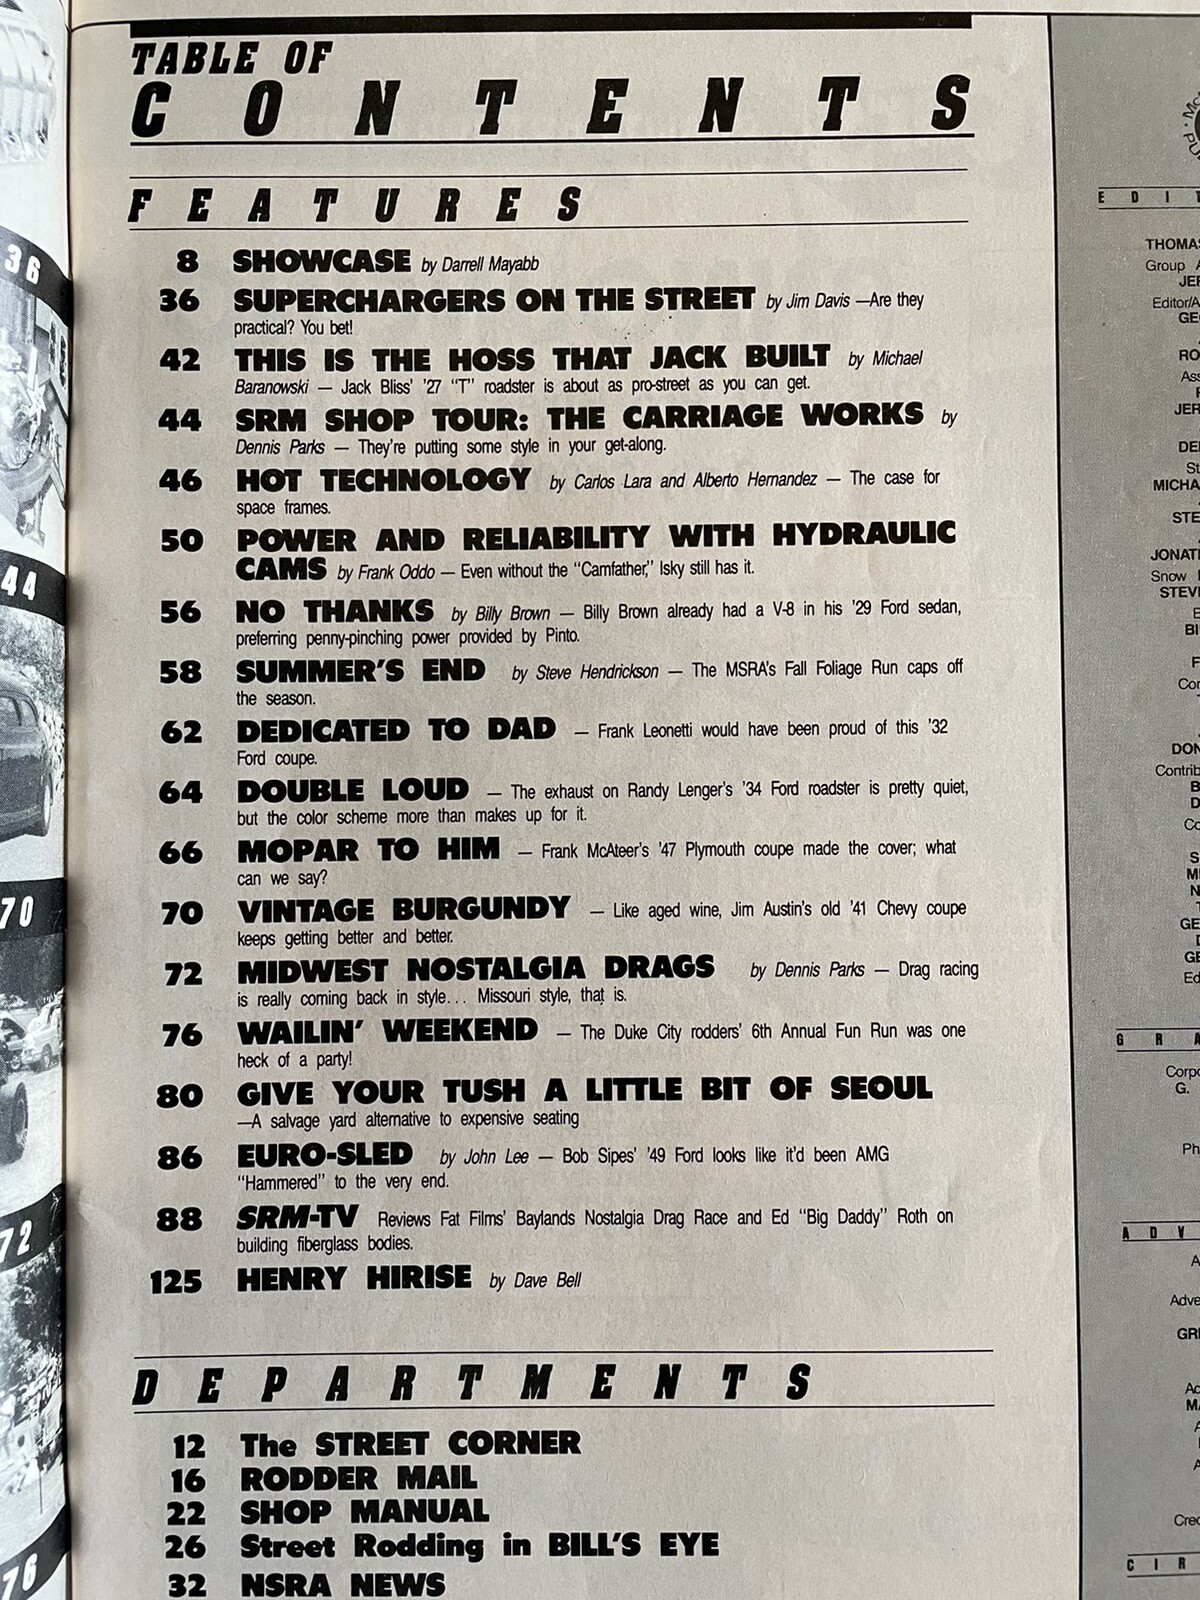 TABLE OF
CONTENTS
FEATURES
8 SHOWCASE by Darrell Mayabb
36 SUPERCHARGERS ON THE STREET by Jim Davis —Are they
practical? You bet!
42 THIS IS THE HOSS THAT JACK BUILT by Michael
Baranowski — Jack Bliss' '27 "T" roadster is about as pro-street as you can get.
44 SRM SHOP TOUR: THE CARRIAGE WORKS by
Dennis Parks — They're putting some style in your get-along.
46 HOT TECHNOLOGY by Carlos Lara and Alberto Hernandez — The case for
space frames.
50 POWER AND RELIABILITY WITH HYDRAULIC
CAMS by Frank Oddo — Even without the "Camfather," Isky still has it.
56 NO THANKS by Billy Brown — Billy Brown already had a V-8 in his '29 Ford sedan,
preferring penny-pinching power provided by Pinto.
58 SUMMER'S END by Steve Hendrickson — The MSRA's Fall Foliage Run caps off
the season.
62 DEDICATED TO DAD — Frank Leonetti would have been proud of this '32
Ford coupe.
64 DOUBLE LOUD — The exhaust on Randy Lenger's '34 Ford roadster is pretty quiet,
but the color scheme more than makes up for it.
66 MOPAR TO HIM — Frank McAteer's '47 Plymouth coupe made the cover; what
can we say?
70 VINTAGE BURGUNDY — Like aged wine, Jim Austin's old '41 Chevy coupe
keeps getting better and better.
72 MIDWEST NOSTALGIA DRAGS by Dennis Parks — Drag racing
is really coming back in style... Missouri style, that is.
76 WAILIN' WEEKEND — The Duke City rodders' 6th Annual Fun Run was one
heck of a party!
80 GIVE YOUR TUSH A LITTLE BIT OF SEOUL
—A salvage yard alternative to expensive seating
86 EURO-SLED by John Lee — Bob Sipes' '49 Ford looks like it'd been AMG
"Hammered" to the very end.
88 SRM-TV Reviews Fat Films' Baylands Nostalgia Drag Race and Ed "Big Daddy" Roth on
building fiberglass bodies.
125 HENRY HIRISE by Dave Bell
DEPARTMENTS
12 The STREET CORNER
16 RODDER MAIL
22 SHOP MANUAL
26 Street Rodding in BILL'S EYE
32 NSRA NEWS
36
44
70
72
76
THOMAS
Group